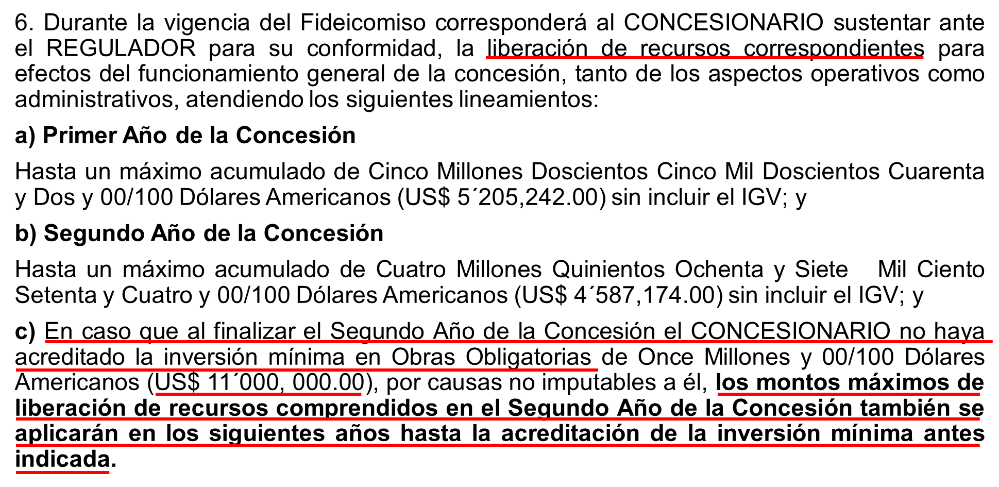 6. Durante la vigencia del Fideicomiso corresponderá al CONCESIONARIO sustentar ante
el REGULADOR para su conformidad, la liberación de recursos correspondientes para
efectos del funcionamiento general de la concesión, tanto de los aspectos operativos como
administrativos, atendiendo los siguientes lineamientos:
a) Primer Año de la Concesión
Hasta un máximo acumulado de Cinco Millones Doscientos Cinco Mil Doscientos Cuarenta
y Dos y 00/100 Dólares Americanos (US$ 5´205,242.00) sin incluir el IGV; y
b) Segundo Año de la Concesión
Hasta un máximo acumulado de Cuatro Millones Quinientos Ochenta y Siete Mil Ciento
Setenta y Cuatro y 00/100 Dólares Americanos (US$ 4´587,174.00) sin incluir el IGV; y
c) En caso que al finalizar el Segundo Año de la Concesión el CONCESIONARIO no haya
acreditado la inversión mínima en Obras Obligatorias de Once Millones y 00/100 Dólares
Americanos (US$ 11´000, 000.00), por causas no imputables a él, los montos máximos de
liberación de recursos comprendidos en el Segundo Año de la Concesión también se
aplicarán en los siguientes años hasta la acreditación de la inversión mínima antes
indicada.